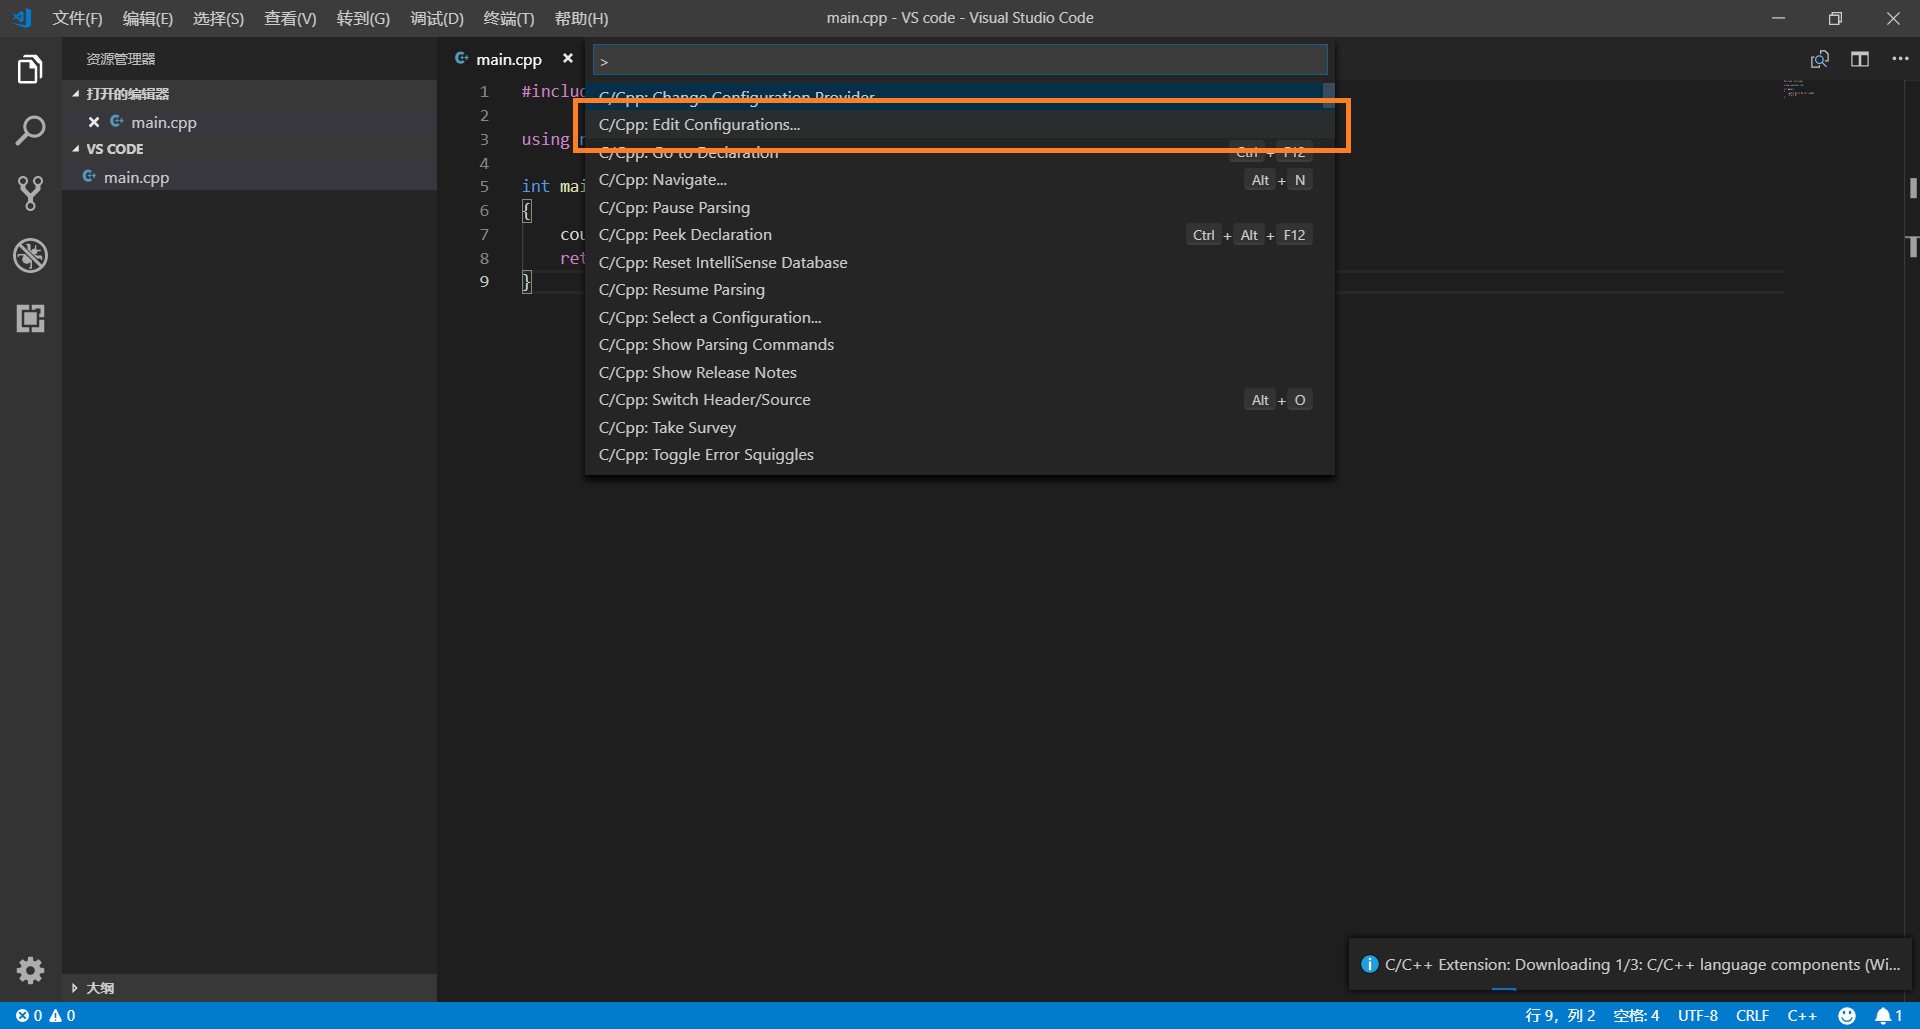 文件(F) 编辑(E) 选择(S) 查看(V) 转到(G) 调试(D) 终端(T) 帮助(H) main.cpp - VS code - Visual Studio Code
资源管理器
打开的编辑器
main.cpp
VS CODE
main.cpp
大纲
main.cpp
>
1 #includ
2
3 using
4
5 int mai
6 {
7 cou
8 ret
9 }
C/Cpp: Change Configuration Provider
C/Cpp: Edit Configurations...
C/Cpp: Go to Declaration Ctrl + F12
C/Cpp: Navigate... Alt + N
C/Cpp: Pause Parsing
C/Cpp: Peek Declaration Ctrl + Alt + F12
C/Cpp: Reset IntelliSense Database
C/Cpp: Resume Parsing
C/Cpp: Select a Configuration...
C/Cpp: Show Parsing Commands
C/Cpp: Show Release Notes
C/Cpp: Switch Header/Source Alt + O
C/Cpp: Take Survey
C/Cpp: Toggle Error Squiggles
C/C++ Extension: Downloading 1/3: C/C++ language components (Wi...
0 0 行 9，列 2 空格: 4 UTF-8 CRLF C++ 1